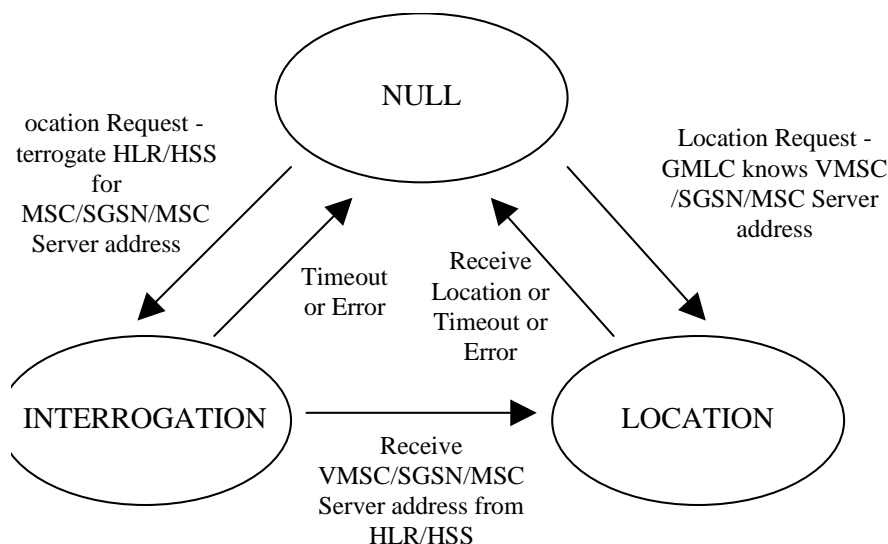 NULL
ocation Request -
terrogate HLR/HSS
for
MSC/SGSN/MSC
Server address
Location Request -
GMLC knows VMSC
/SGSN/MSC Server
address
Timeout
or Error
Receive
Location or
Timeout or
Error
INTERROGATION
LOCATION
Receive
VMSC/SGSN/MSC
Server address from
HLR/HSS